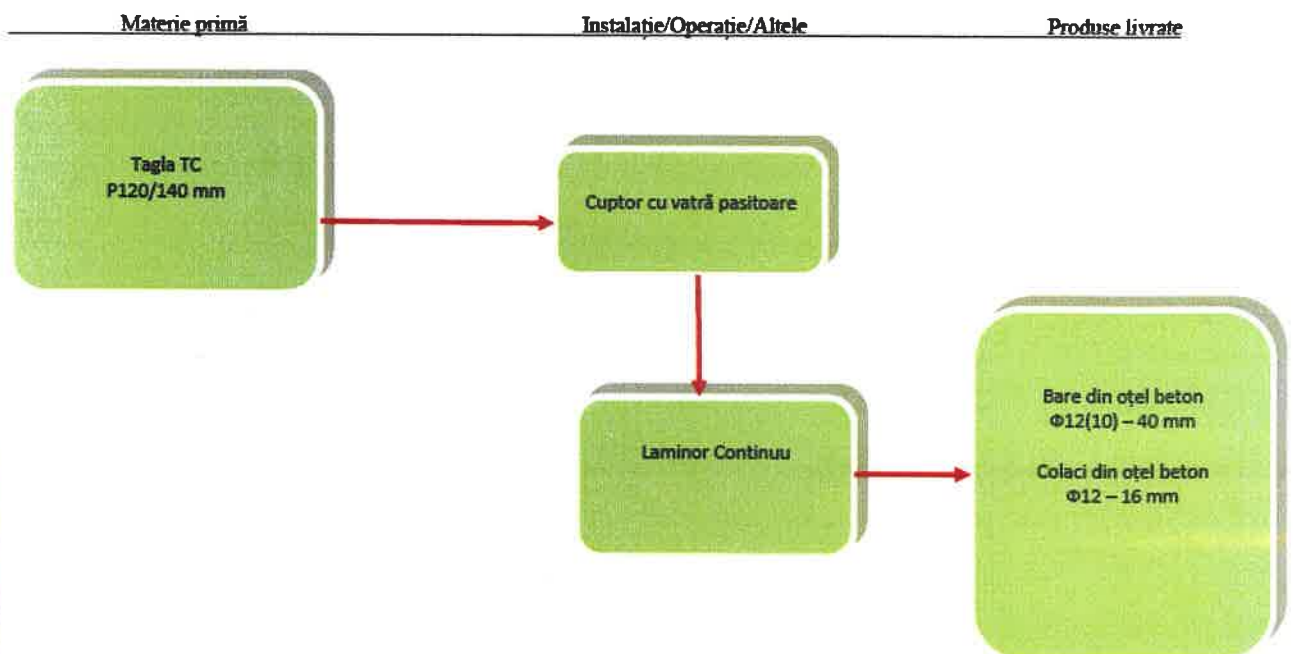 Materie primă
Instalație/Operație/Altele
Produse livrate
Tagla TC
P120/140 mm
Cuptor cu vatră pasitoare
Laminor Continuu
Bare din oțel beton
Φ12(10) – 40 mm
Colaci din oțel beton
Φ12 – 16 mm